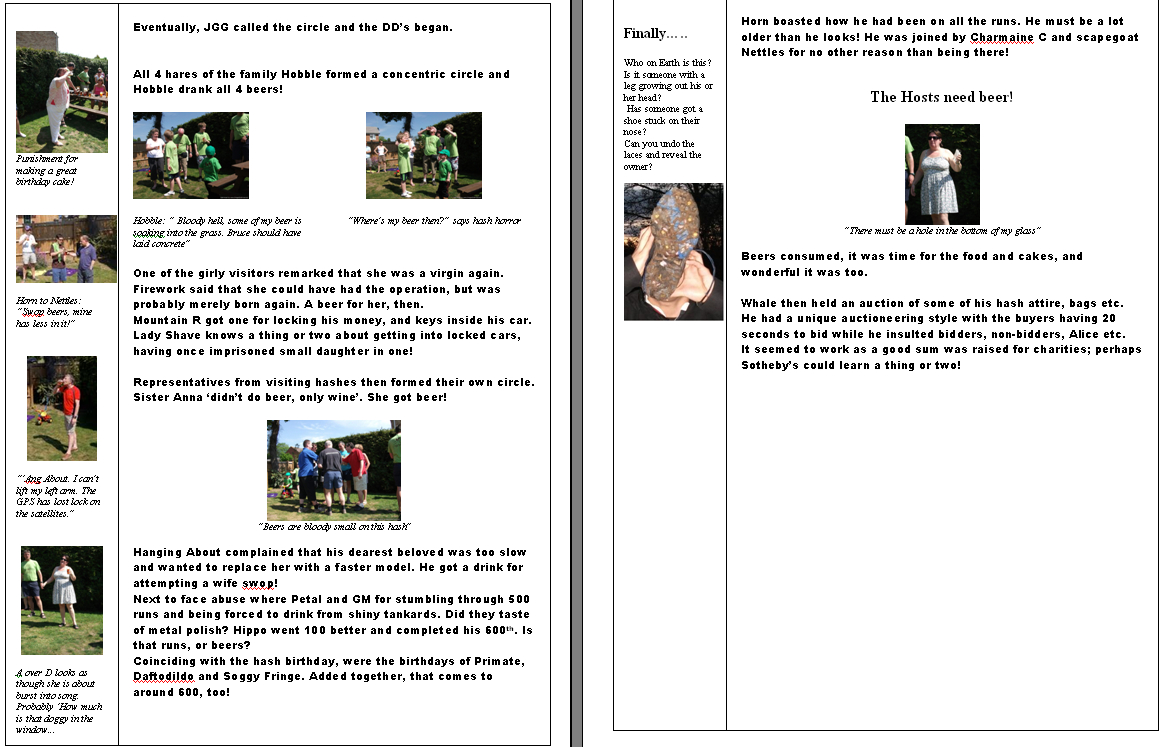 Punishment for
making a great
birthday cake!
Horn to Nettles:
"Swap beers, mine
has less in it!"
"'Ang About. I can't
lift my left arm. The
GPS has lost lock on
the satellites."
A over D looks as
though she is about
burst into song.
Probably 'How much
is that doggy in the
window...
Eventually, JGG called the circle and the DD's began.
All 4 hares of the family Hobble formed a concentric circle and
Hobble drank all 4 beers!
Hobble: " Bloody hell, some of my beer is
soaking into the grass. Bruce should have
laid concrete"
"Where's my beer then?" says hash horror
One of the girly visitors remarked that she was a virgin again.
Firework said that she could have had the operation, but was
probably merely born again. A beer for her, then.
Mountain R got one for locking his money, and keys inside his car.
Lady Shave knows a thing or two about getting into locked cars,
having once imprisoned small daughter in one!
Representatives from visiting hashes then formed their own circle.
Sister Anna 'didn't do beer, only wine'. She got beer!
"Beers are bloody small on this hash"
Hanging About complained that his dearest beloved was too slow
and wanted to replace her with a faster model. He got a drink for
attempting a wife swop!
Next to face abuse where Petal and GM for stumbling through 500
runs and being forced to drink from shiny tankards. Did they taste
of metal polish? Hippo went 100 better and completed his 600th. Is
that runs, or beers?
Coinciding with the hash birthday, were the birthdays of Primate,
Daftodildo and Soggy Fringe. Added together, that comes to
around 600, too!
Finally.....
Who on Earth is this?
Is it someone with a
leg growing out his or
her head?
Has someone got a
shoe stuck on their
nose?
Can you undo the
laces and reveal the
owner?
Horn boasted how he had been on all the runs. He must be a lot
older than he looks! He was joined by Charmaine C and scapegoat
Nettles for no other reason than being there!
The Hosts need beer!
"There must be a hole in the bottom of my glass"
Beers consumed, it was time for the food and cakes, and
wonderful it was too.
Whale then held an auction of some of his hash attire, bags etc.
He had a unique auctioneering style with the buyers having 20
seconds to bid while he insulted bidders, non-bidders, Alice etc.
It seemed to work as a good sum was raised for charities; perhaps
Sotheby's could learn a thing or two!